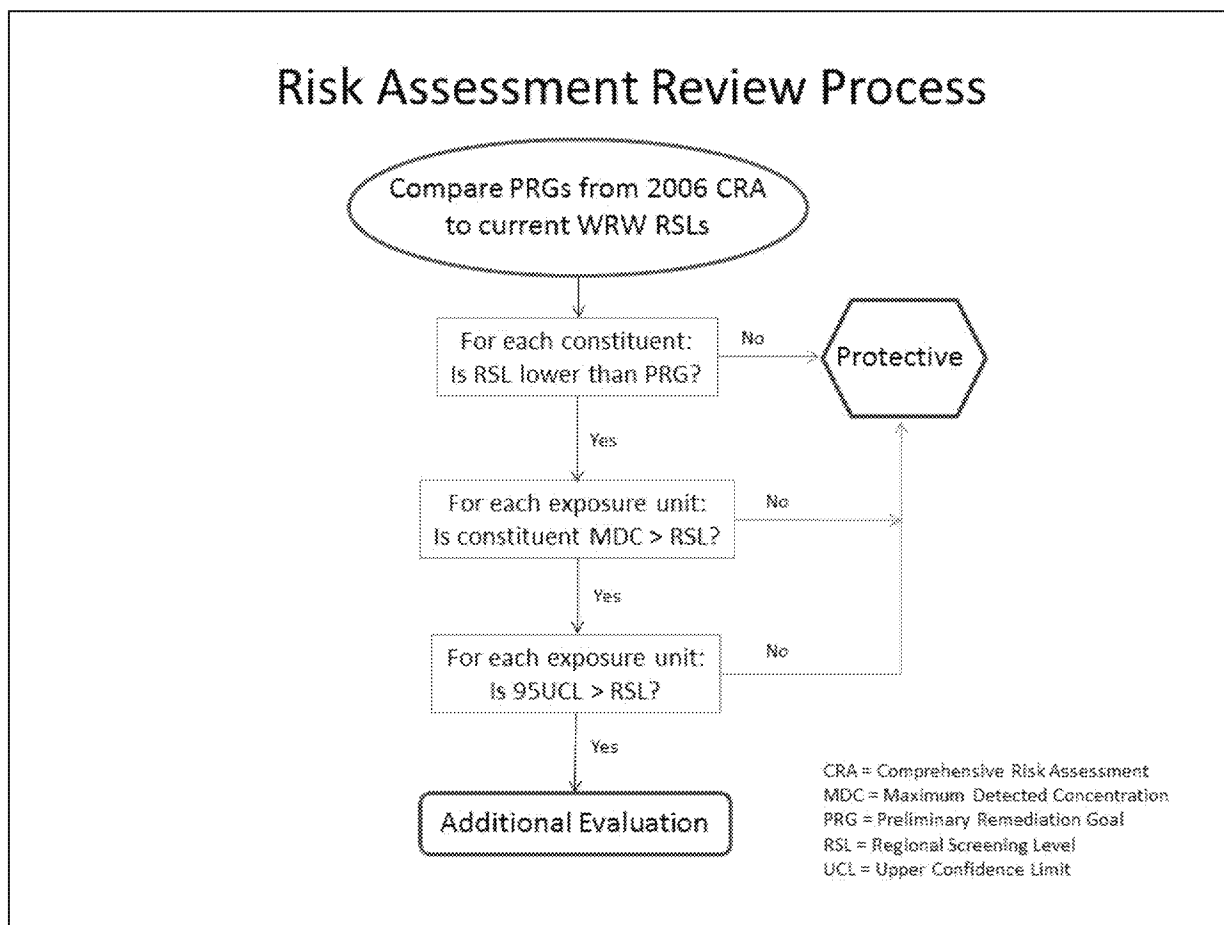 Risk Assessment Review Process
Compare PRGs from 2006 CRA
to current WRW RSLs
For each constituent:
Is RSL lower than PRG?
No
Protective
Yes
For each exposure unit:
Is constituent MDC > RSL?
No
Yes
For each exposure unit:
Is 95UCL > RSL?
No
Yes
Additional Evaluation
CRA = Comprehensive Risk Assessment
MDC = Maximum Detected Concentration
PRG = Preliminary Remediation Goal
RSL = Regional Screening Level
UCL = Upper Confidence Limit